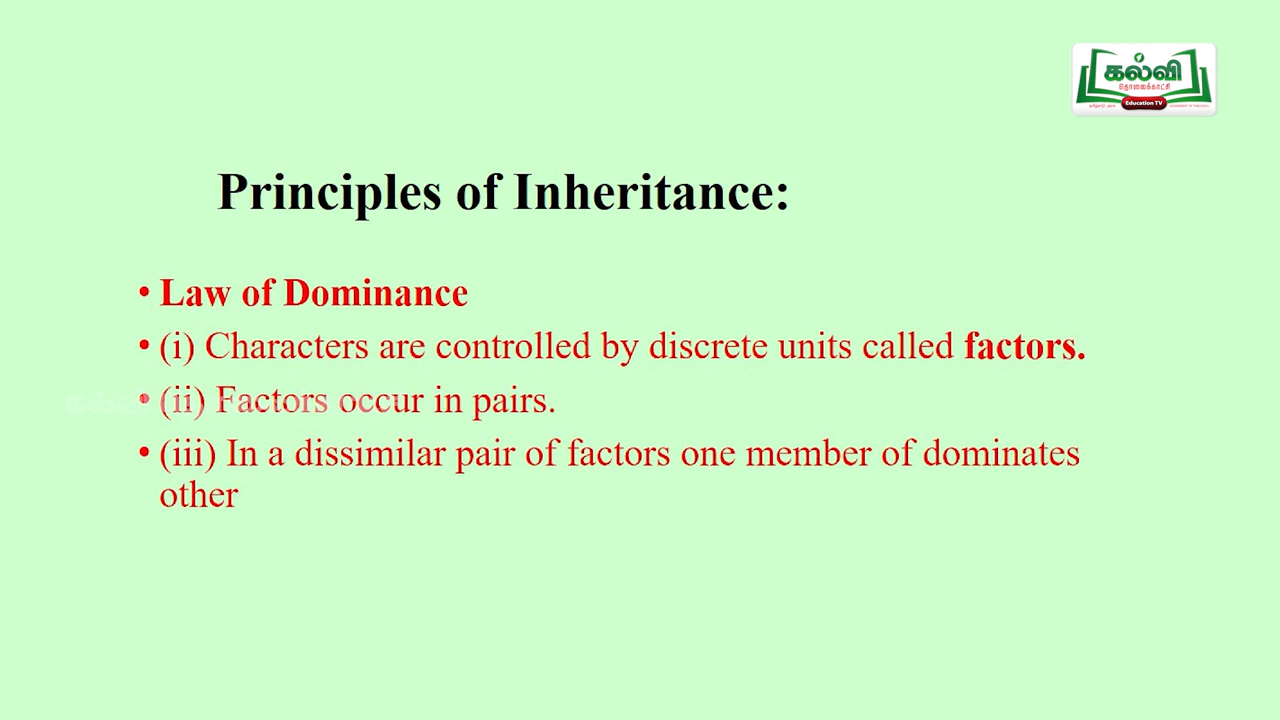 கல்வி
தொலைக்காட்சி
Education TV
Principles of Inheritance:
• Law of Dominance
• (i) Characters are controlled by discrete units called factors.
• (ii) Factors occur in pairs.
• (iii) In a dissimilar pair of factors one member of dominates
other